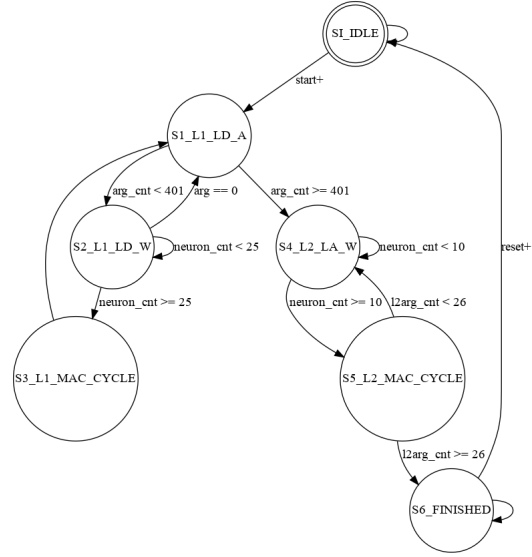 SI_IDLE
start+
S1_L1_LD_A
arg_cnt < 401
arg == 0
arg_cnt >= 401
S2_L1_LD_W
neuron_cnt < 25
S4_L2_LA_W
neuron_cnt < 10
reset+
neuron_cnt >= 25
neuron_cnt >= 10
l2arg_cnt < 26
S3_L1_MAC_CYCLE
S5_L2_MAC_CYCLE
l2arg_cnt >= 26
S6_FINISHED